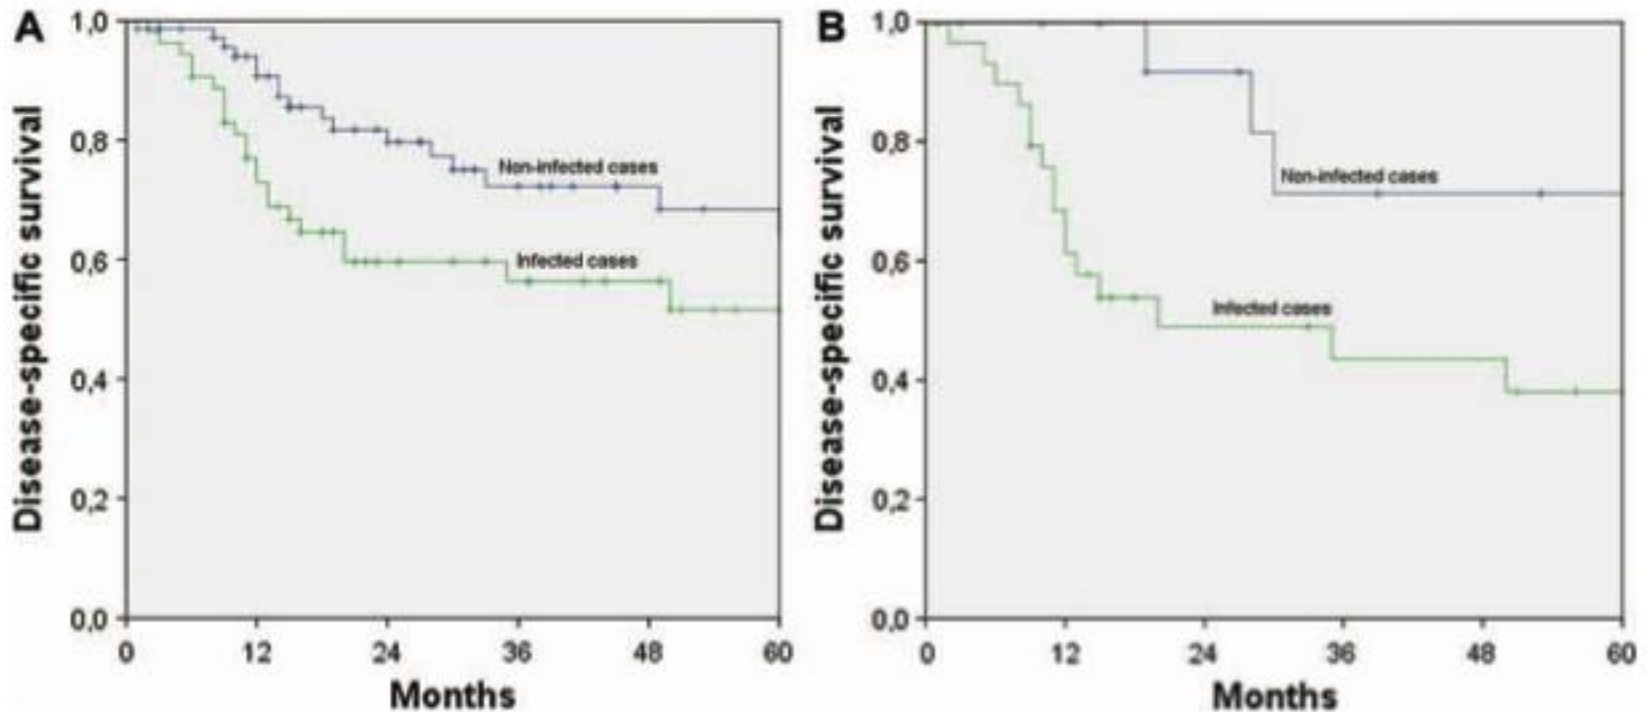 A
Disease-specific survival
1,0
0,8
0,6
0,4
0,2
0,0
Non-infected cases
Infected cases
0 12 24 36 48 60
Months
B
Disease-specific survival
1,0
0,8
0,6
0,4
0,2
0,0
Non-infected cases
Infected cases
0 12 24 36 48 60
Months